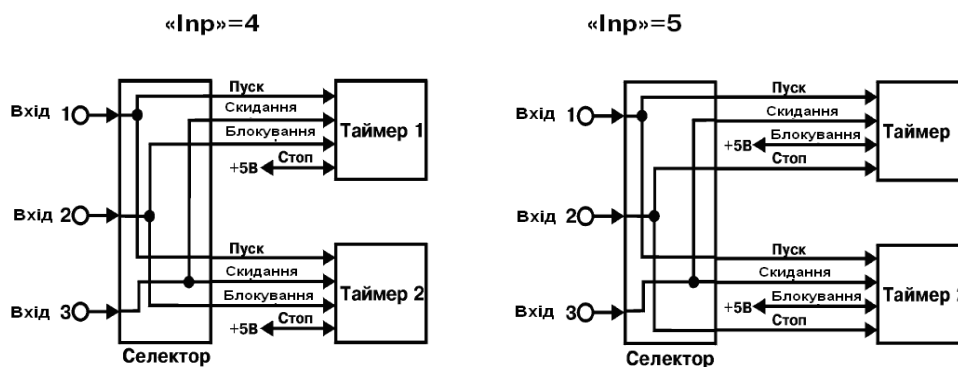 «Inp»=4
Вхід 1
Вхід 2
Вхід 3
Пуск
Скидання
Блокування
+5В
Стоп
Таймер 1
Пуск
Скидання
Блокування
+5В
Стоп
Таймер 2
Селектор
«Inp»=5
Вхід 1
Вхід 2
Вхід 3
Пуск
Скидання
+5В
Блокування
Стоп
Таймер
Пуск
Скидання
+5В
Блокування
Стоп
Таймер
Селектор